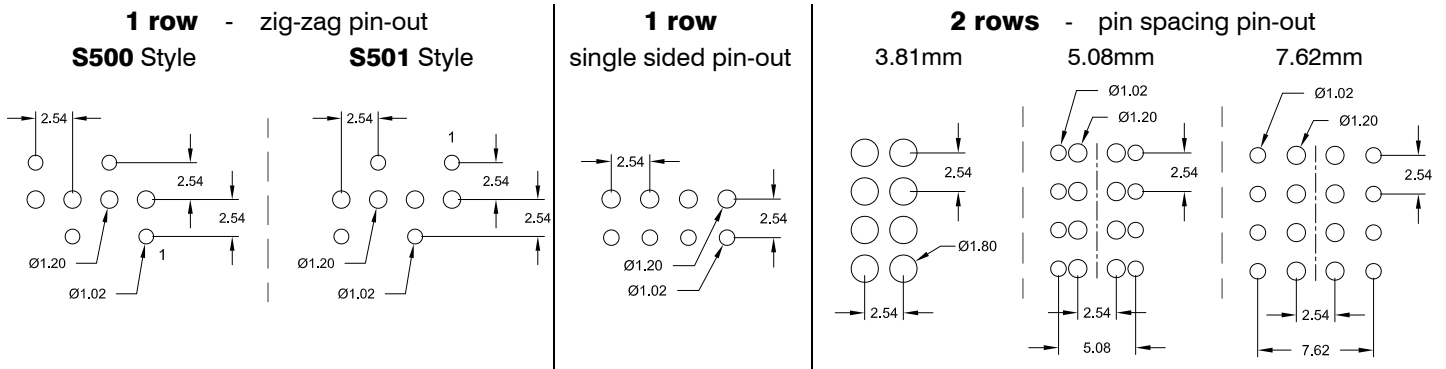 1 row - zig-zag pin-out
S500 Style
S501 Style
2.54
2.54
2.54
Ø1.20
Ø1.02
1
2.54
1
2.54
2.54
Ø1.20
Ø1.02
1 row
single sided pin-out
2.54
2.54
Ø1.20
Ø1.02
2 rows - pin spacing pin-out
3.81mm
5.08mm
7.62mm
2.54
Ø1.80
2.54
Ø1.02
Ø1.20
2.54
2.54
5.08
Ø1.02
Ø1.20
2.54
2.54
7.62